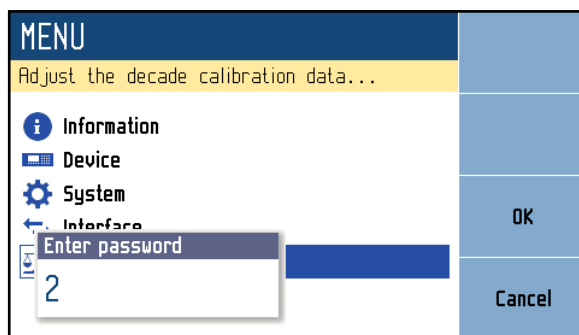 MENU
Adjust the decade calibration data...
Information
Device
System
Interface
Enter password
2
OK
Cancel